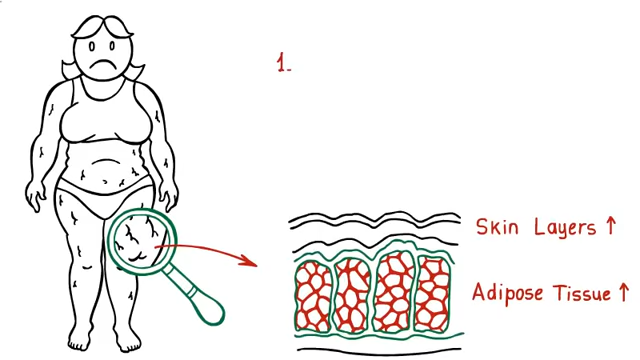 1.
Skin Layers ↑
Adipose Tissue ↑